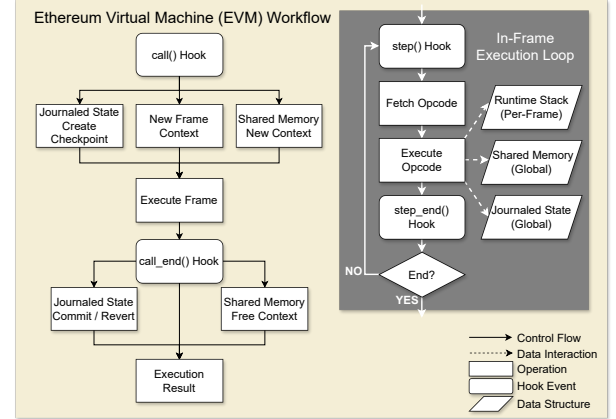 Ethereum Virtual Machine (EVM) Workflow
call() Hook
Journaled State
Create
Checkpoint
New Frame
Context
Shared Memory
New Context
Execute Frame
call_end() Hook
Journaled State
Commit / Revert
Shared Memory
Free Context
Execution
Result
In-Frame
Execution Loop
step() Hook
Fetch Opcode
Execute
Opcode
step_end()
Hook
End?
NO
YES
Runtime Stack
(Per-Frame)
Shared Memory
(Global)
Journaled State
(Global)
Control Flow
Data Interaction
Operation
Hook Event
Data Structure